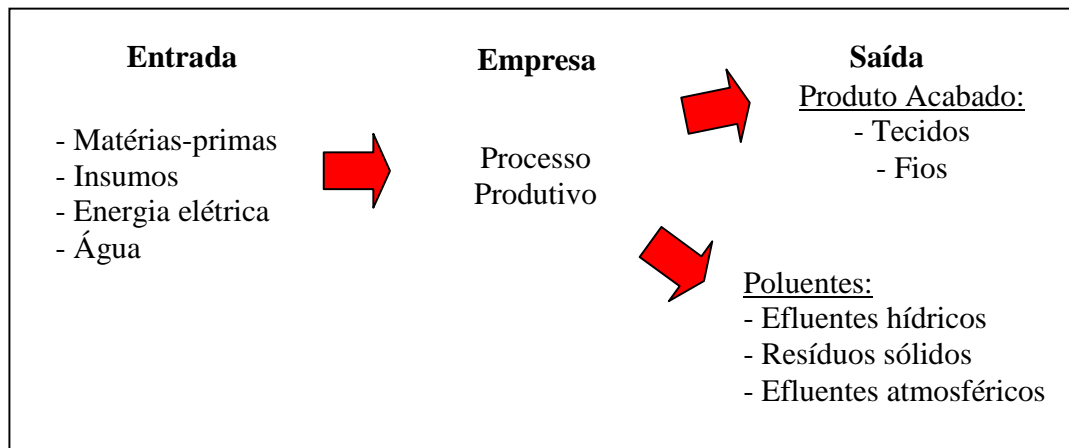 Entrada
- Matérias-primas
- Insumos
- Energia elétrica
- Água
Empresa
Processo
Produtivo
Saída
Produto Acabado:
- Tecidos
- Fios
Poluentes:
- Efluentes hídricos
- Resíduos sólidos
- Efluentes atmosféricos